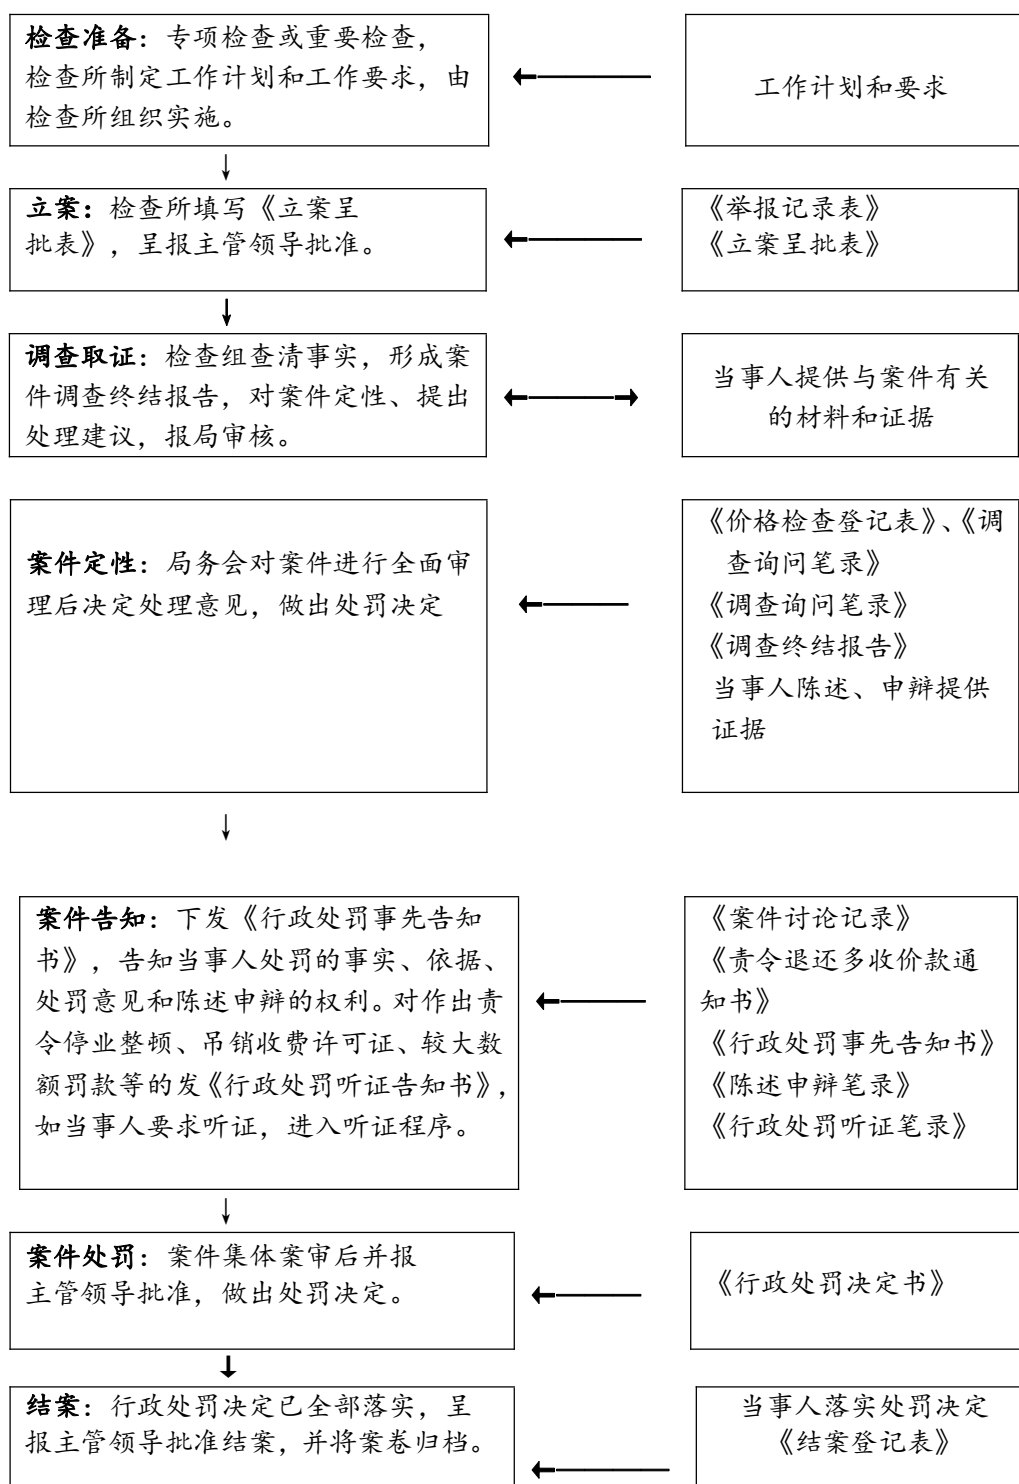 检查准备：专项检查或重要检查，
检查所制定工作计划和工作要求，由
检查所组织实施。
工作计划和要求
立案：检查所填写《立案呈
批表》，呈报主管领导批准。
《举报记录表》
《立案呈批表》
调查取证：检查组查清事实，形成案
件调查终结报告，对案件定性、提出
处理建议，报局审核。
当事人提供与案件有关
的材料和证据
案件定性：局务会对案件进行全面审
理后决定处理意见，做出处罚决定
《价格检查登记表》、《调
查询问笔录》
《调查询问笔录》
《调查终结报告》
当事人陈述、申辩提供
证据
案件告知：下发《行政处罚事先告知
书》，告知当事人处罚的事实、依据、
处罚意见和陈述申辩的权利。对作出责
令停业整顿、吊销收费许可证、较大数
额罚款等的发《行政处罚听证告知书》，
如当事人要求听证，进入听证程序。
《案件讨论记录》
《责令退还多收价款通
知书》
《行政处罚事先告知书》
《陈述申辩笔录》
《行政处罚听证笔录》
案件处罚：案件集体案审后并报
主管领导批准，做出处罚决定。
《行政处罚决定书》
结案：行政处罚决定已全部落实，呈
报主管领导批准结案，并将案卷归档。
当事人落实处罚决定
《结案登记表》